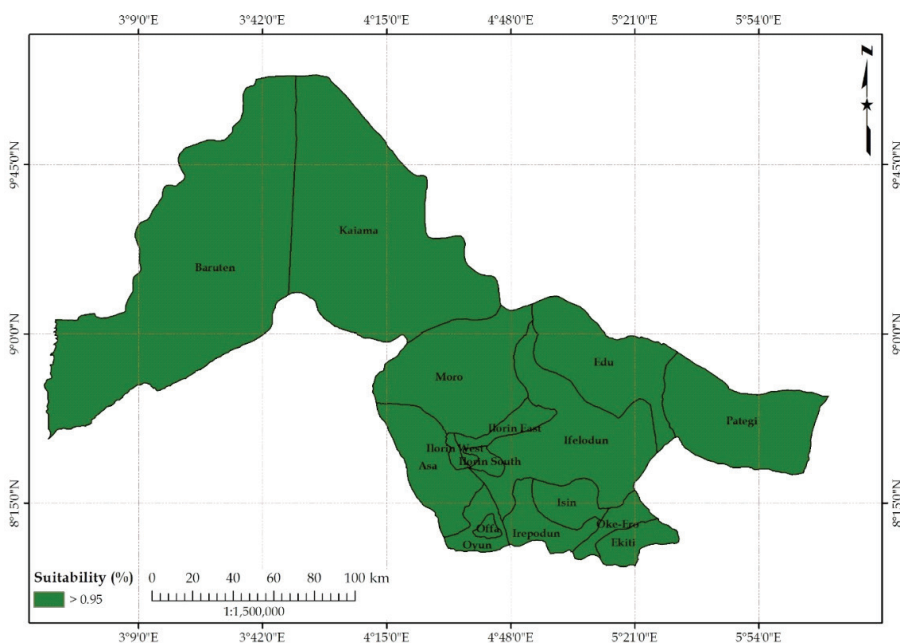 3°9'0"E 3°42'0"E 4°15'0"E 4°48'0"E 5°21'0"E 5°54'0"E
N
9°45'0"N 9°45'0"N
Kaiama
Baruten
9°0'0"N 9°0'0"N
Edu
Moro
Pategi
Ilorin East
Ifelodun
Ilorin West
Ilorin South
Asa
8°15'0"N 8°15'0"N
Isin
Oke-Ero
Offa
Irepodun
Oyun
Ekiti
Suitability (%)
> 0.95
0 20 40 60 80 100 km
1:1,500,000
3°9'0"E 3°42'0"E 4°15'0"E 4°48'0"E 5°21'0"E 5°54'0"E